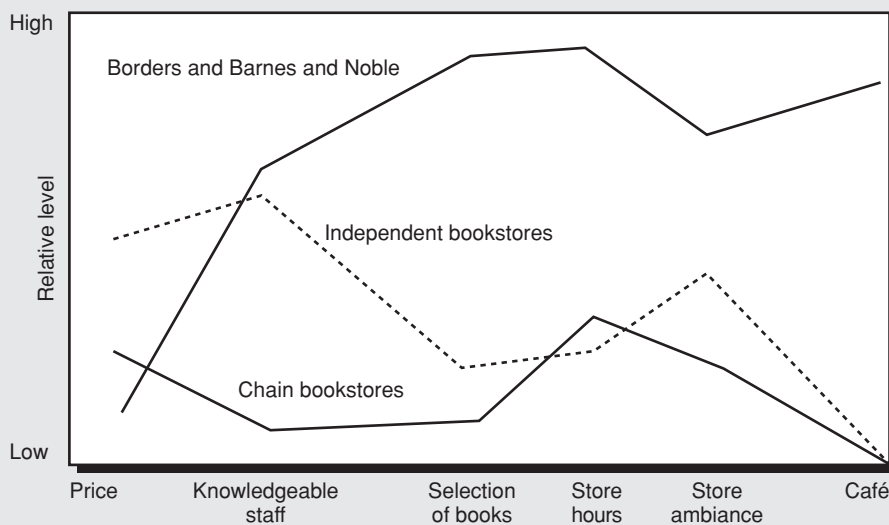 High
Borders and Barnes and Noble
Relative level
Independent bookstores
Chain bookstores
Low
Price
Knowledgeable
staff
Selection
of books
Store
hours
Store
ambiance
Café